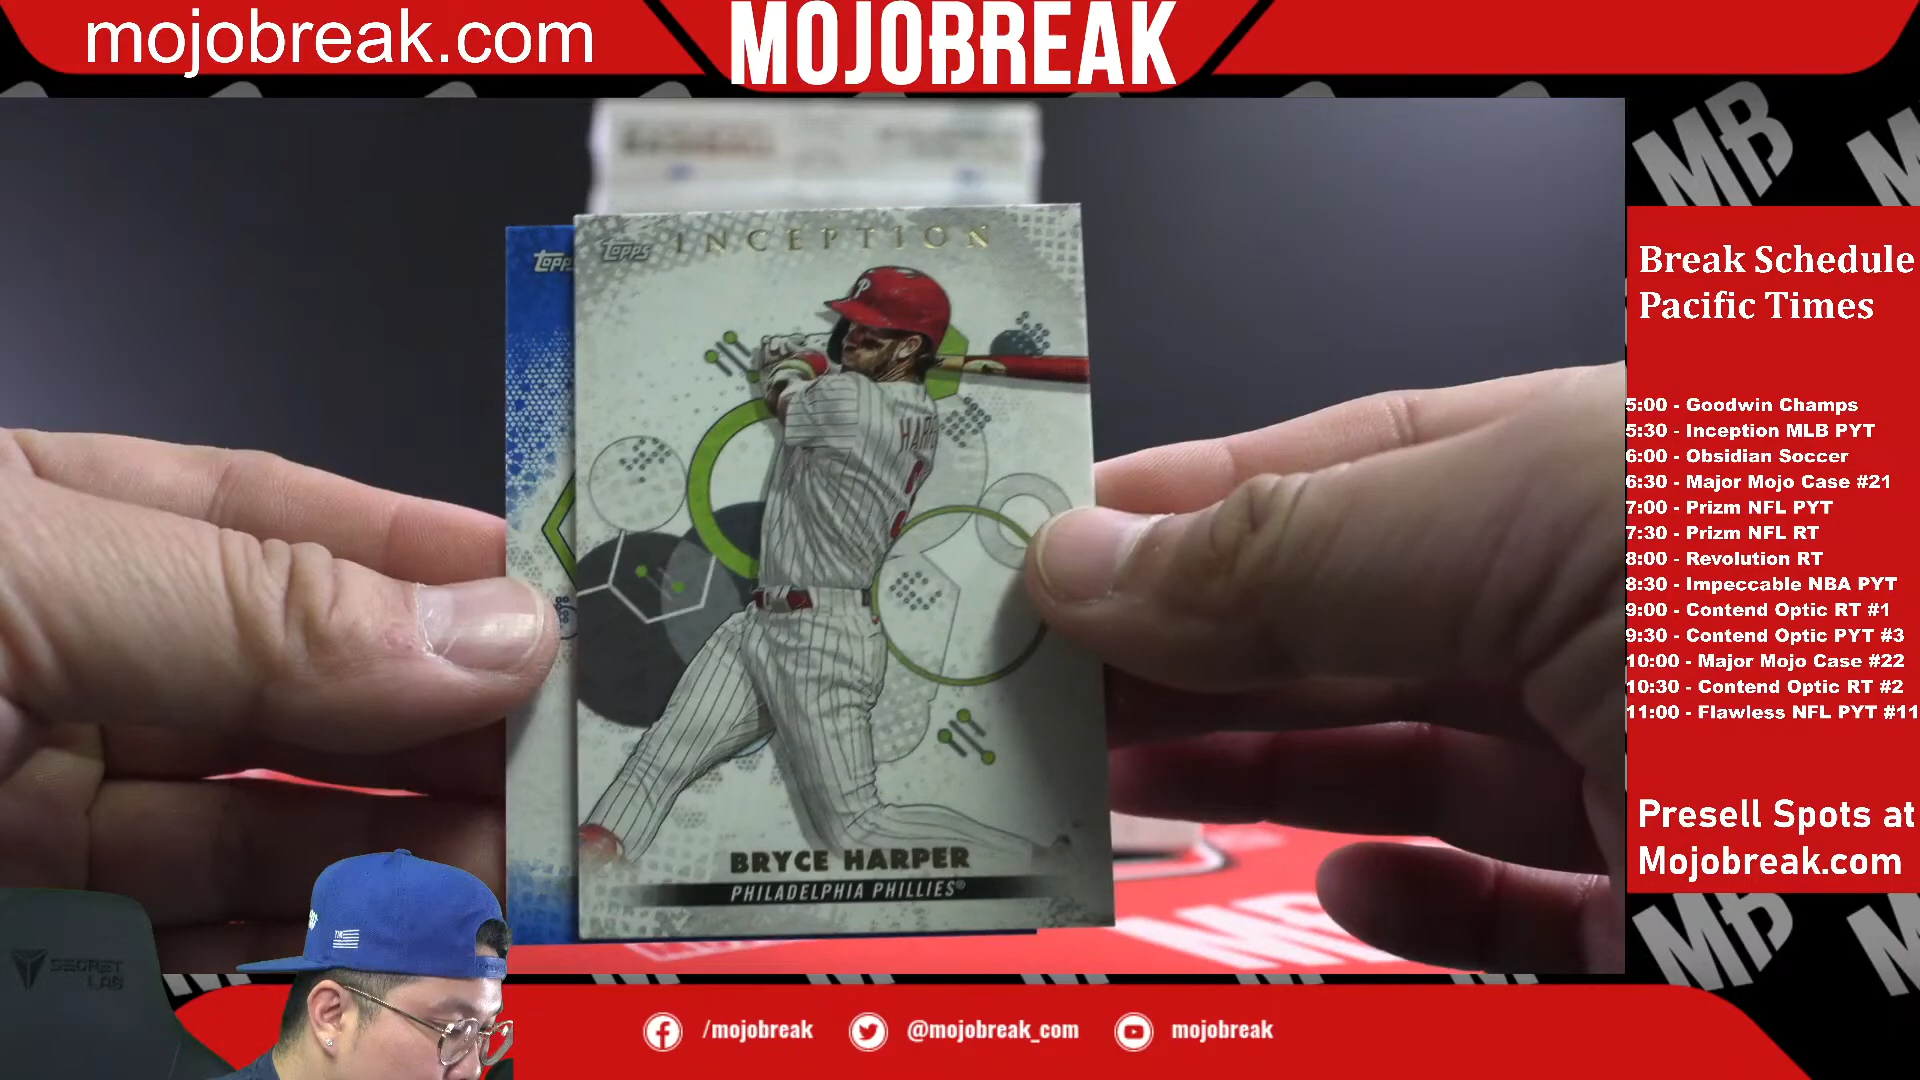 mojobreak.com
MOJOBREAK
MB
Topps
Topps INCEPTION
BRYCE HARPER
PHILADELPHIA PHILLIES®
Break Schedule
Pacific Times
5:00 - Goodwin Champs
5:30 - Inception MLB PYT
6:00 - Obsidian Soccer
6:30 - Major Mojo Case #21
7:00 - Prizm NFL PYT
7:30 - Prizm NFL RT
8:00 - Revolution RT
8:30 - Impeccable NBA PYT
9:00 - Contend Optic RT #1
9:30 - Contend Optic PYT #3
10:00 - Major Mojo Case #22
10:30 - Contend Optic RT #2
11:00 - Flawless NFL PYT #11
Presell Spots at
Mojobreak.com
MB
SECRET
LAB
/mojobreak
@mojobreak_com
mojobreak